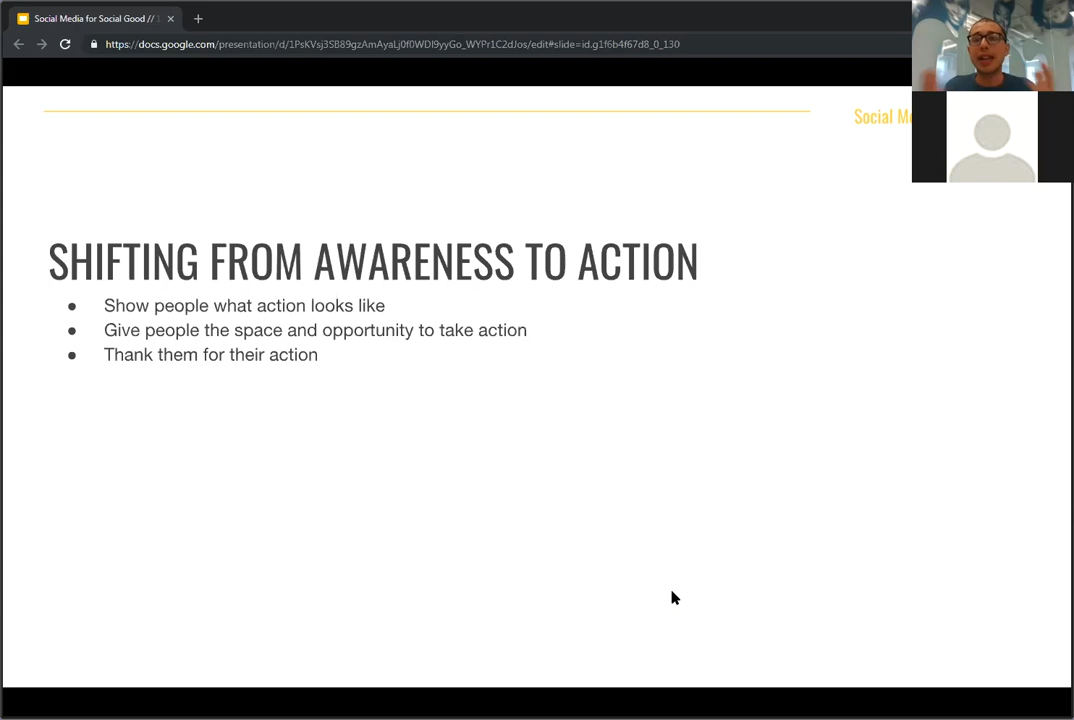 Social Media for Social Good // 1
https://docs.google.com/presentation/d/1PsKVsj3SB89gzAmAyaLj0f0WDl9yyGo_WYPr1C2dJos/edit#slide=id.g1f6b4f67d8_0_130
Social
SHIFTING FROM AWARENESS TO ACTION
● Show people what action looks like
● Give people the space and opportunity to take action
● Thank them for their action